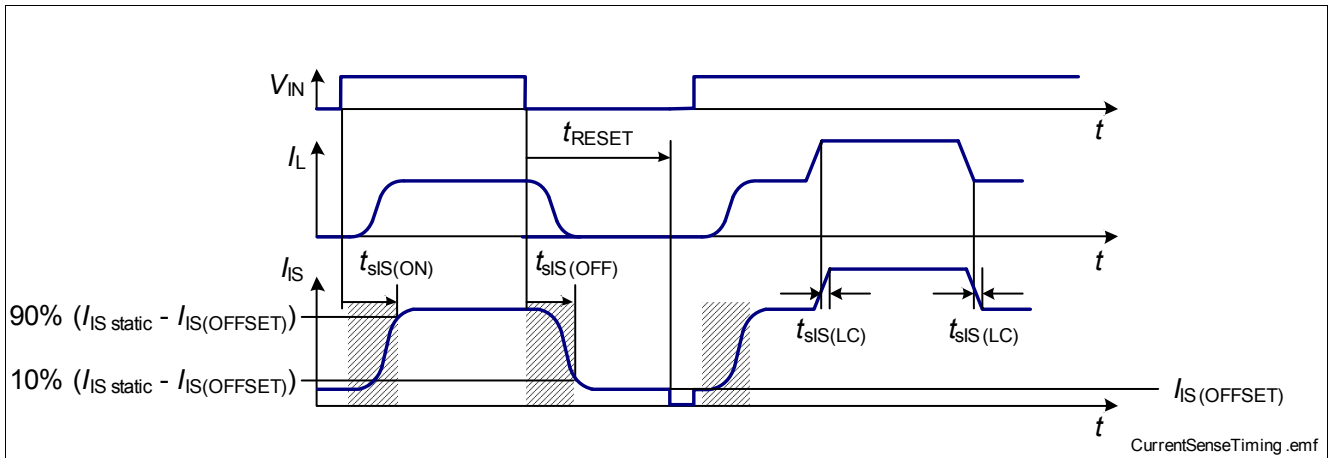 VIN
t
tRESET
IL
t
IIS
tsIS(ON)
tsIS(OFF)
90% (IIS static - IIS(OFFSET))
tsIS(LC)
tsIS(LC)
10% (IIS static - IIS(OFFSET))
IIS(OFFSET)
t
CurrentSenseTiming .emf